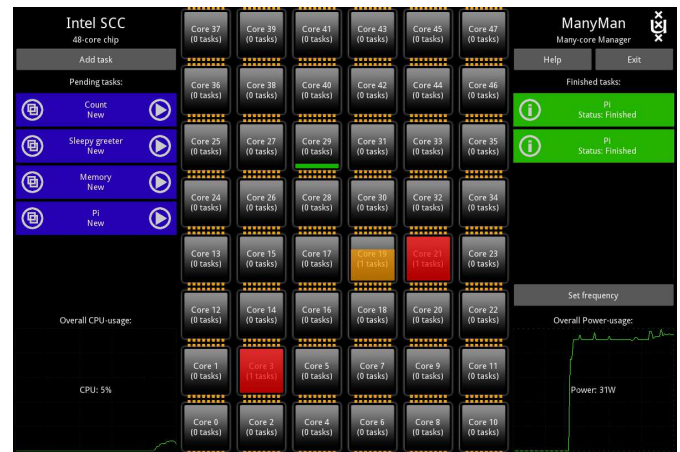 Intel SCC
48-core chip
Add task
Pending tasks:
Count
New
Sleepy greeter
New
Memory
New
Pi
New
Overall CPU-usage:
CPU: 5%
Core 37
(0 tasks)
Core 39
(0 tasks)
Core 41
(0 tasks)
Core 43
(0 tasks)
Core 45
(0 tasks)
Core 47
(0 tasks)
Core 36
(0 tasks)
Core 38
(0 tasks)
Core 40
(0 tasks)
Core 42
(0 tasks)
Core 44
(0 tasks)
Core 46
(0 tasks)
Core 25
(0 tasks)
Core 27
(0 tasks)
Core 29
(0 tasks)
Core 31
(0 tasks)
Core 33
(0 tasks)
Core 35
(0 tasks)
Core 24
(0 tasks)
Core 26
(0 tasks)
Core 28
(0 tasks)
Core 30
(0 tasks)
Core 32
(0 tasks)
Core 34
(0 tasks)
Core 13
(0 tasks)
Core 15
(0 tasks)
Core 17
(0 tasks)
Core 19
(1 tasks)
Core 21
(1 tasks)
Core 23
(0 tasks)
Core 12
(0 tasks)
Core 14
(0 tasks)
Core 16
(0 tasks)
Core 18
(0 tasks)
Core 20
(0 tasks)
Core 22
(0 tasks)
Core 1
(0 tasks)
Core 3
(1 tasks)
Core 5
(0 tasks)
Core 7
(0 tasks)
Core 9
(0 tasks)
Core 11
(0 tasks)
Core 0
(0 tasks)
Core 2
(0 tasks)
Core 4
(0 tasks)
Core 6
(0 tasks)
Core 8
(0 tasks)
Core 10
(0 tasks)
ManyMan
Many-core Manager
Help
Exit
Finished tasks:
Pi
Status: Finished
Pi
Status: Finished
Set frequency
Overall Power-usage:
Power: 31W